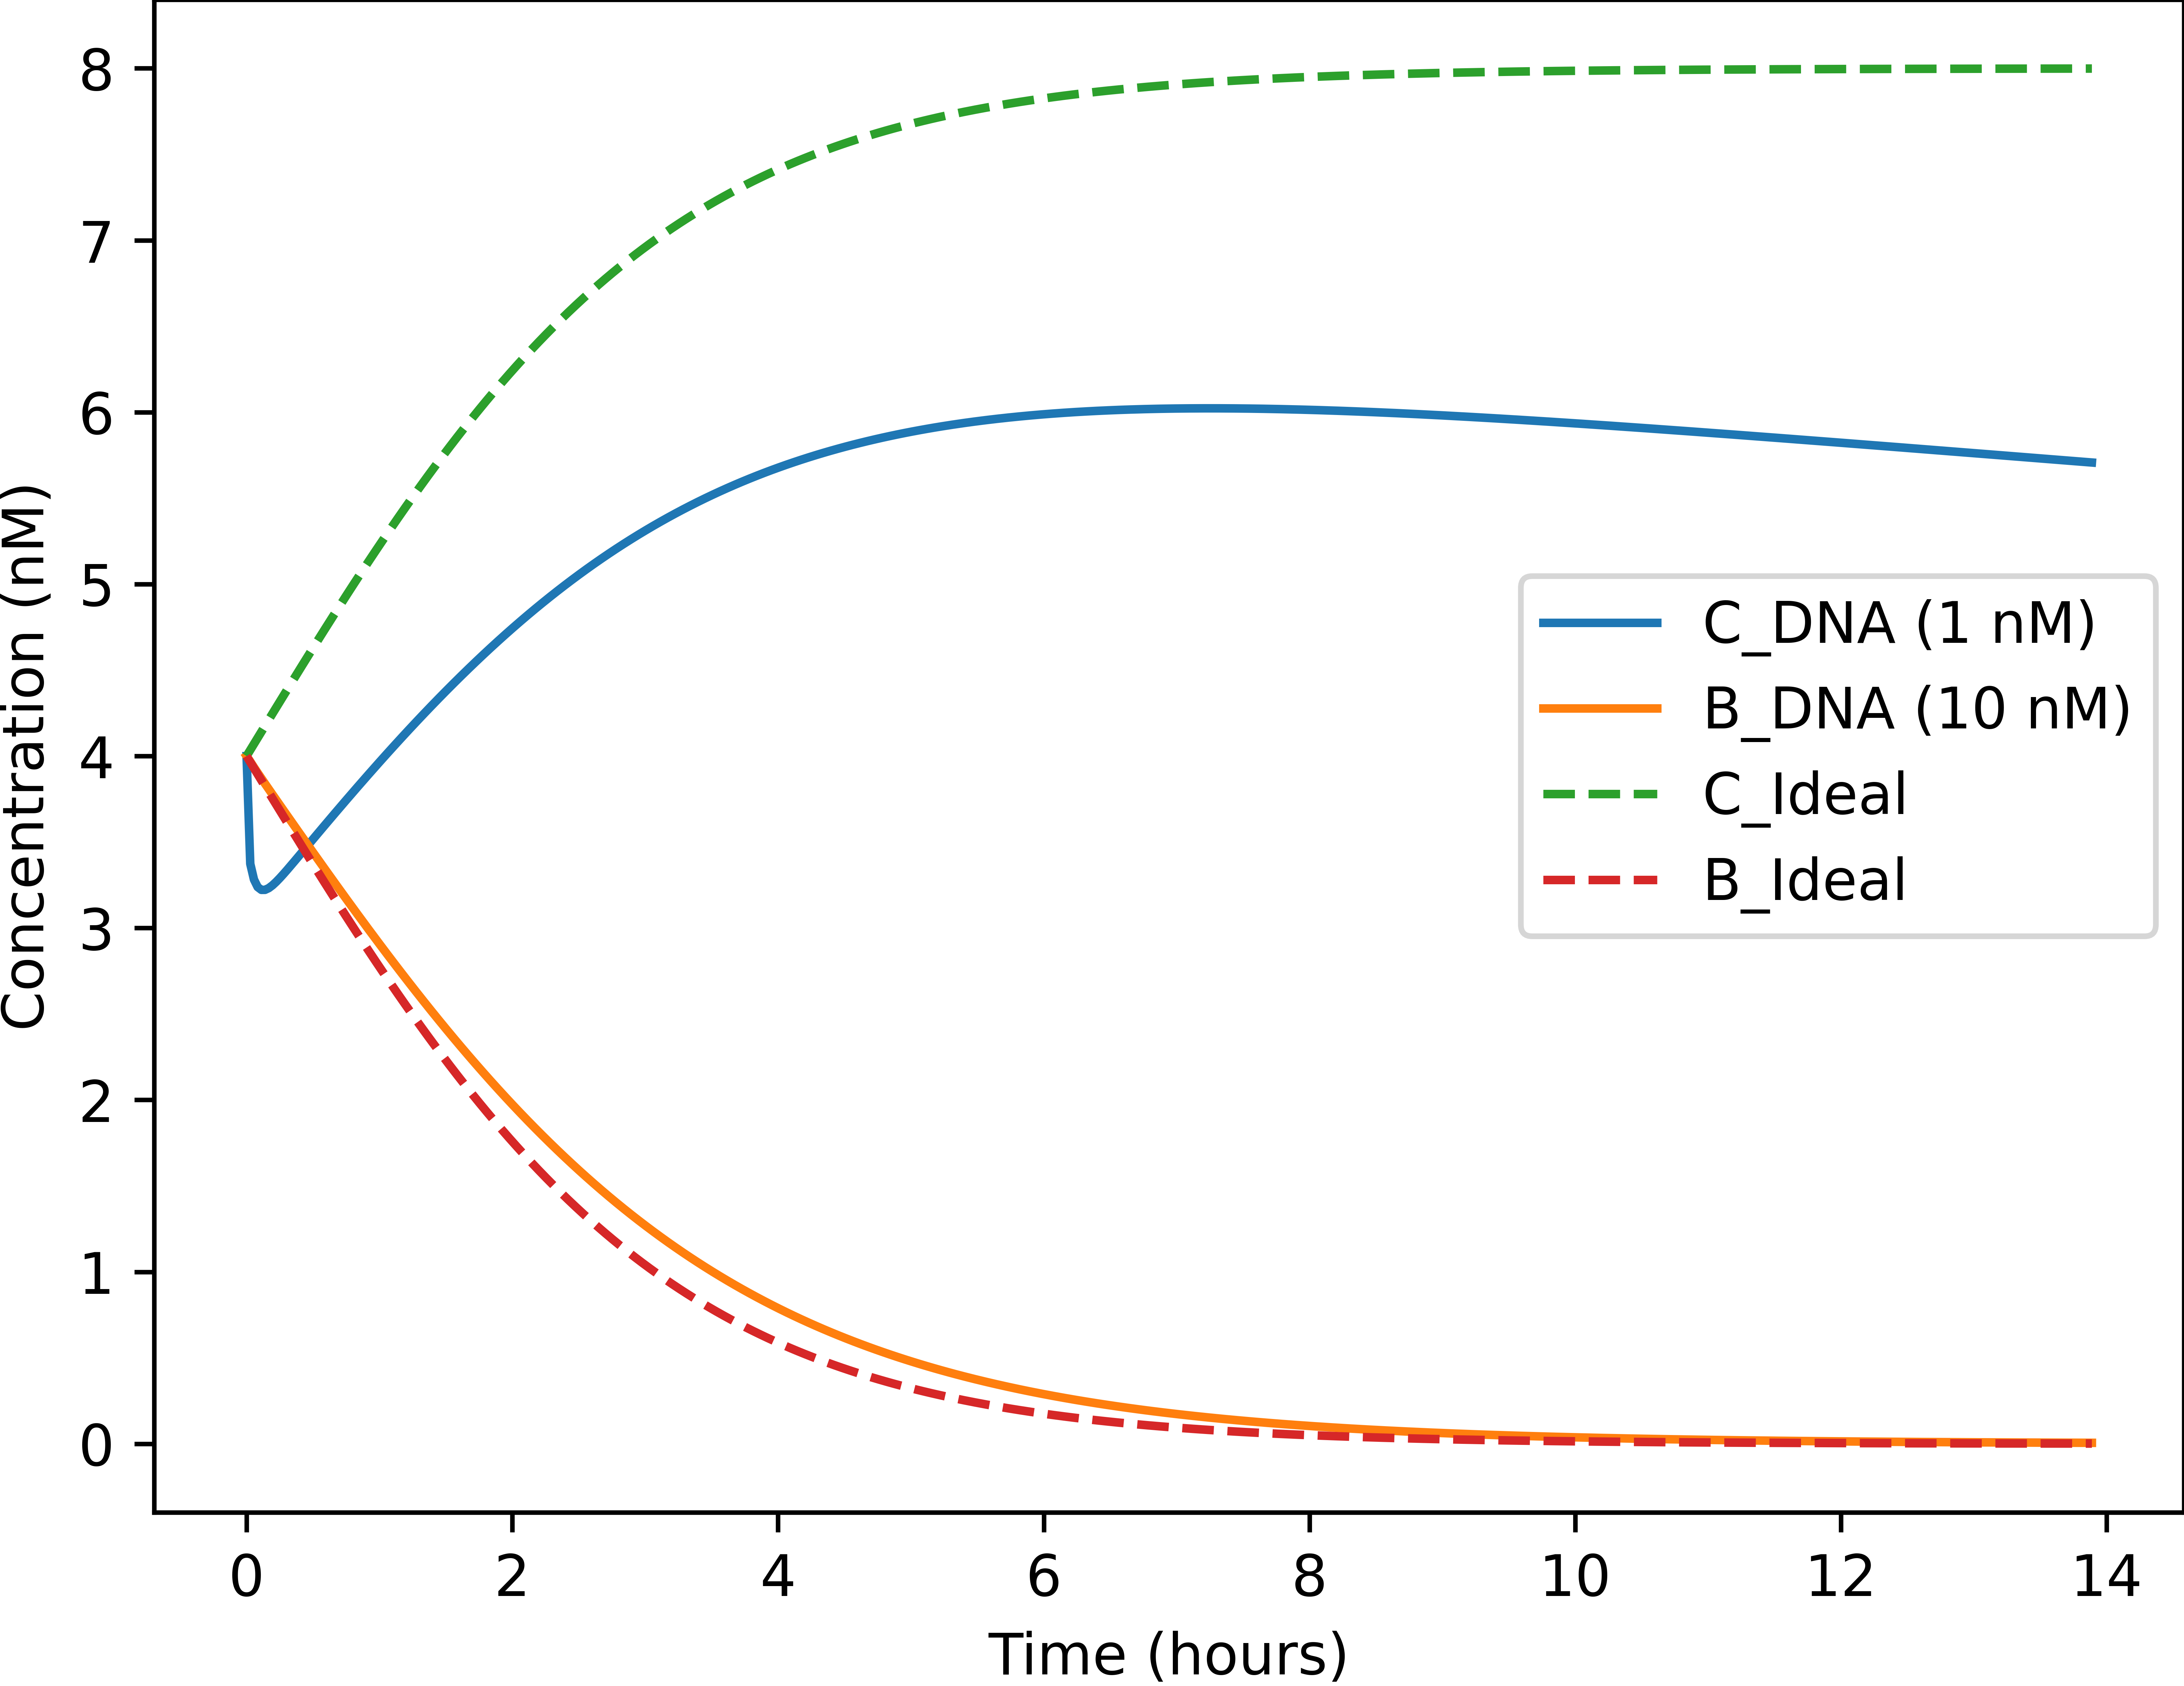 8
7
6
5
4
3
2
1
0
Concentration (nM)
C_DNA (1 nM)
B_DNA (10 nM)
C_Ideal
B_Ideal
0 2 4 6 8 10 12 14
Time (hours)